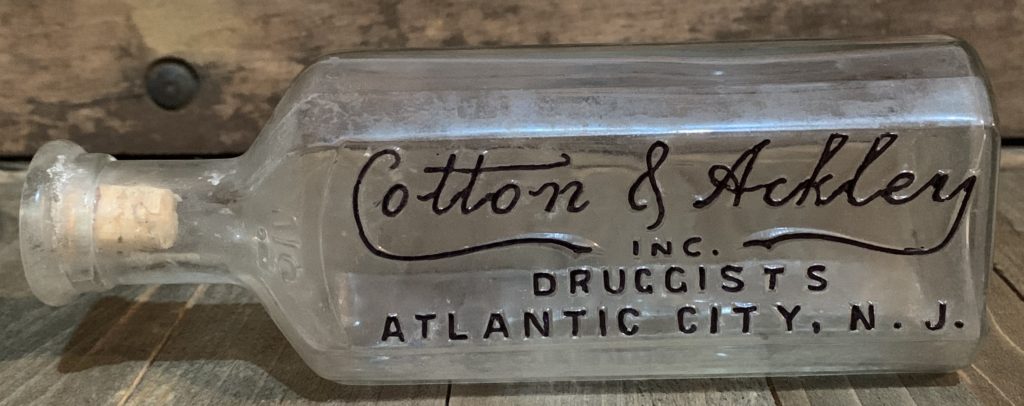 Cotton & Ackley
INC.
DRUGGISTS
ATLANTIC CITY, N. J.